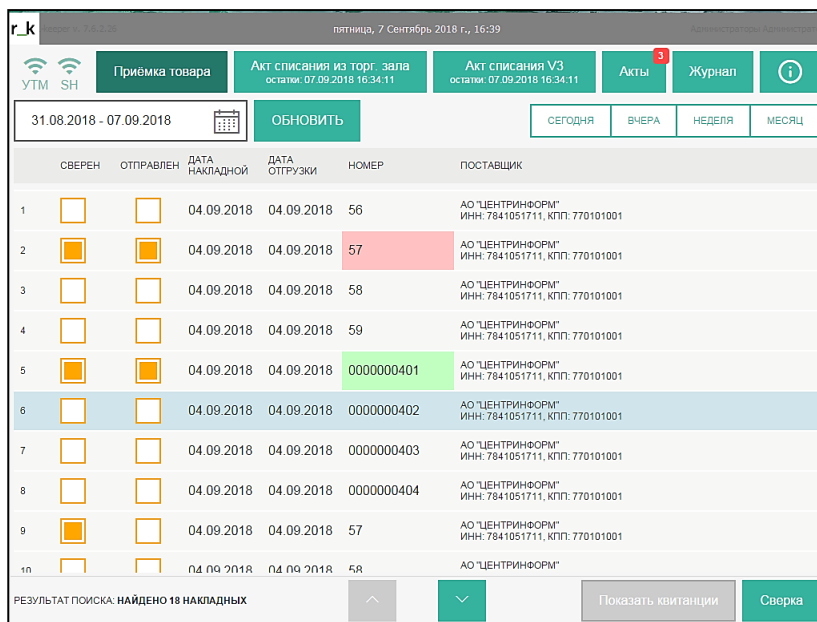 r_k keeper v. 7.6.2.26 пятница, 7 Сентябрь 2018 г., 16:39 Администраторы
УТМ SH Приёмка товара Акт списания из торг. зала Акт списания V3 Акты 3 Журнал
остатки: 07.09.2018 16:34:11 остатки: 07.09.2018 16:34:11
31.08.2018 - 07.09.2018 ОБНОВИТЬ СЕГОДНЯ ВЧЕРА НЕДЕЛЯ МЕСЯЦ
СВЕРЕН ОТПРАВЛЕН ДАТА НАКЛАДНОЙ ДАТА ОТГРУЗКИ НОМЕР ПОСТАВЩИК
1 04.09.2018 04.09.2018 56 АО "ЦЕНТРИНФОРМ"
ИНН: 7841051711, КПП: 770101001
2 04.09.2018 04.09.2018 57 АО "ЦЕНТРИНФОРМ"
ИНН: 7841051711, КПП: 770101001
3 04.09.2018 04.09.2018 58 АО "ЦЕНТРИНФОРМ"
ИНН: 7841051711, КПП: 770101001
4 04.09.2018 04.09.2018 59 АО "ЦЕНТРИНФОРМ"
ИНН: 7841051711, КПП: 770101001
5 04.09.2018 04.09.2018 0000000401 АО "ЦЕНТРИНФОРМ"
ИНН: 7841051711, КПП: 770101001
6 04.09.2018 04.09.2018 0000000402 АО "ЦЕНТРИНФОРМ"
ИНН: 7841051711, КПП: 770101001
7 04.09.2018 04.09.2018 0000000403 АО "ЦЕНТРИНФОРМ"
ИНН: 7841051711, КПП: 770101001
8 04.09.2018 04.09.2018 0000000404 АО "ЦЕНТРИНФОРМ"
ИНН: 7841051711, КПП: 770101001
9 04.09.2018 04.09.2018 57 АО "ЦЕНТРИНФОРМ"
ИНН: 7841051711, КПП: 770101001
10 04.09.2018 04.09.2018 58 АО "ЦЕНТРИНФОРМ"
РЕЗУЛЬТАТ ПОИСКА: НАЙДЕНО 18 НАКЛАДНЫХ Показать квитанции Сверка